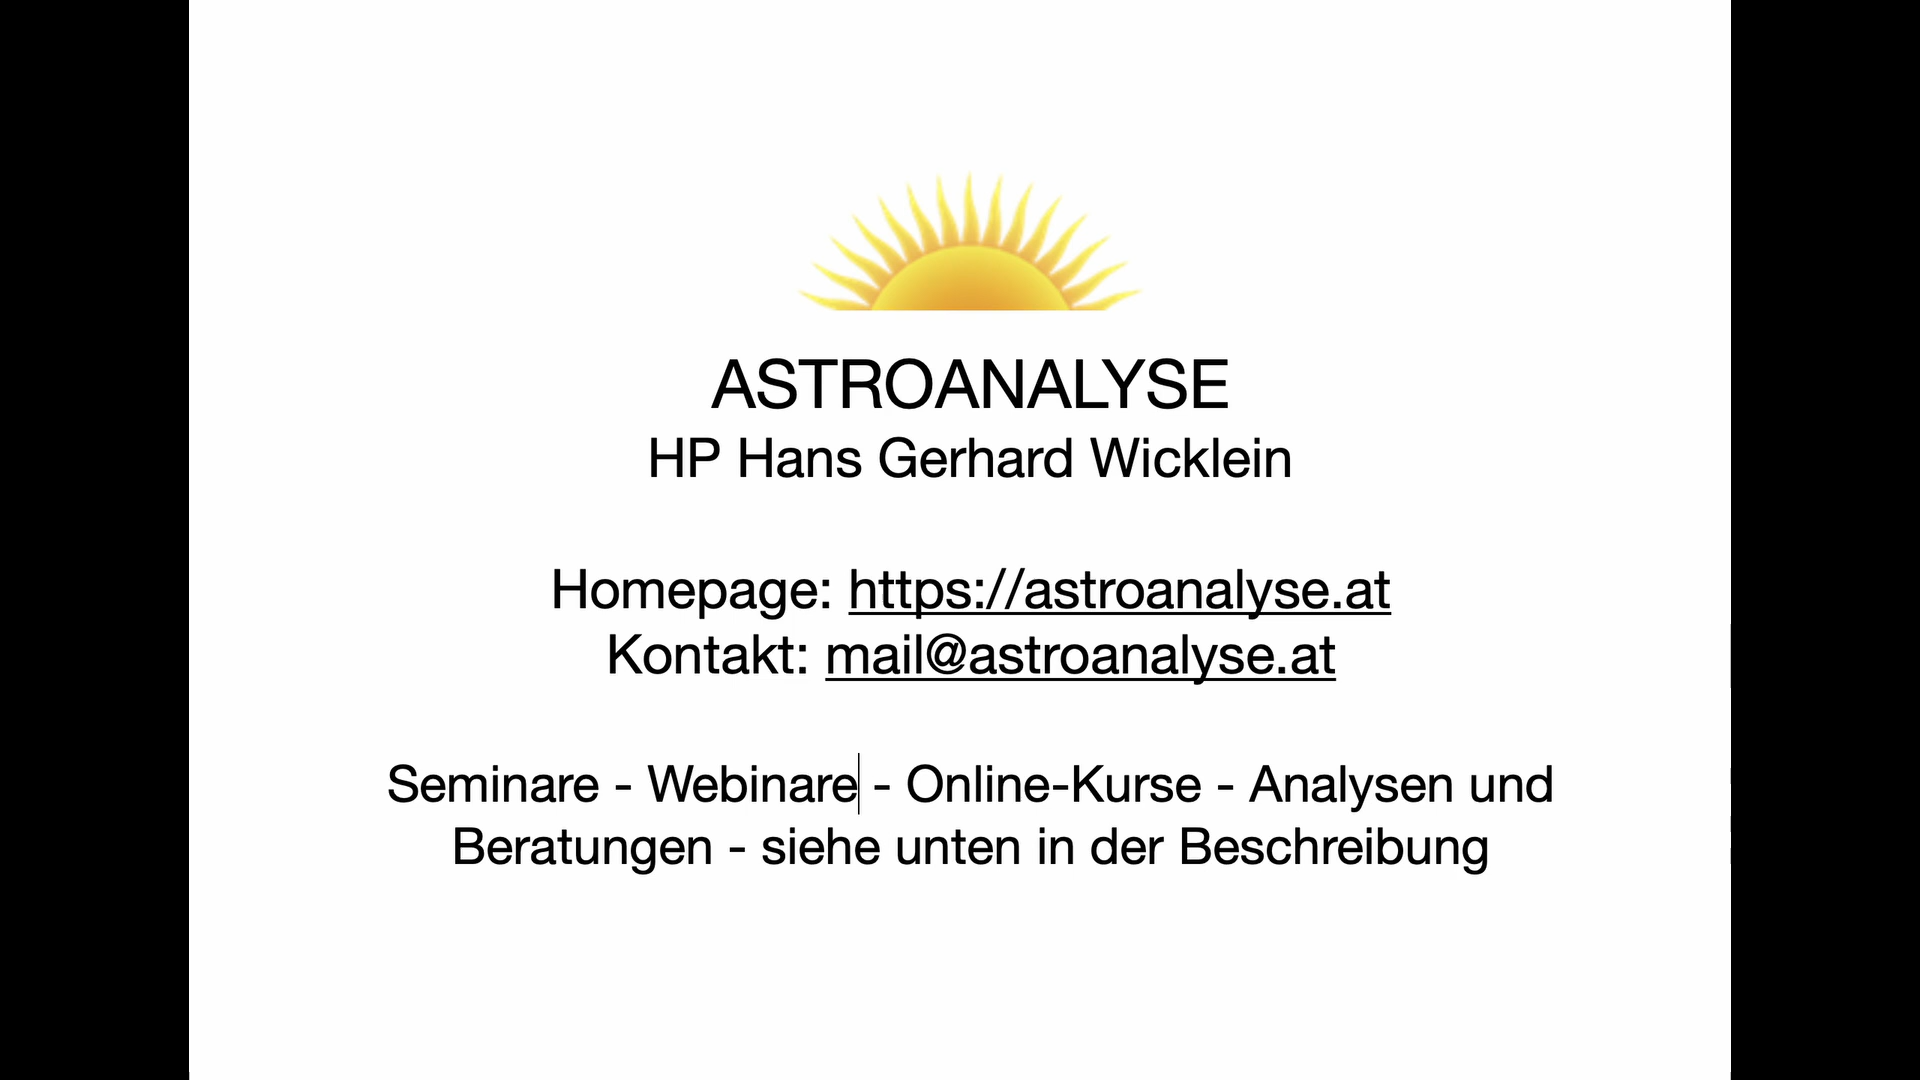 ASTROANALYSE
HP Hans Gerhard Wicklein
Homepage: https://astroanalyse.at
Kontakt: mail@astroanalyse.at
Seminare - Webinare - Online-Kurse - Analysen und
Beratungen - siehe unten in der Beschreibung